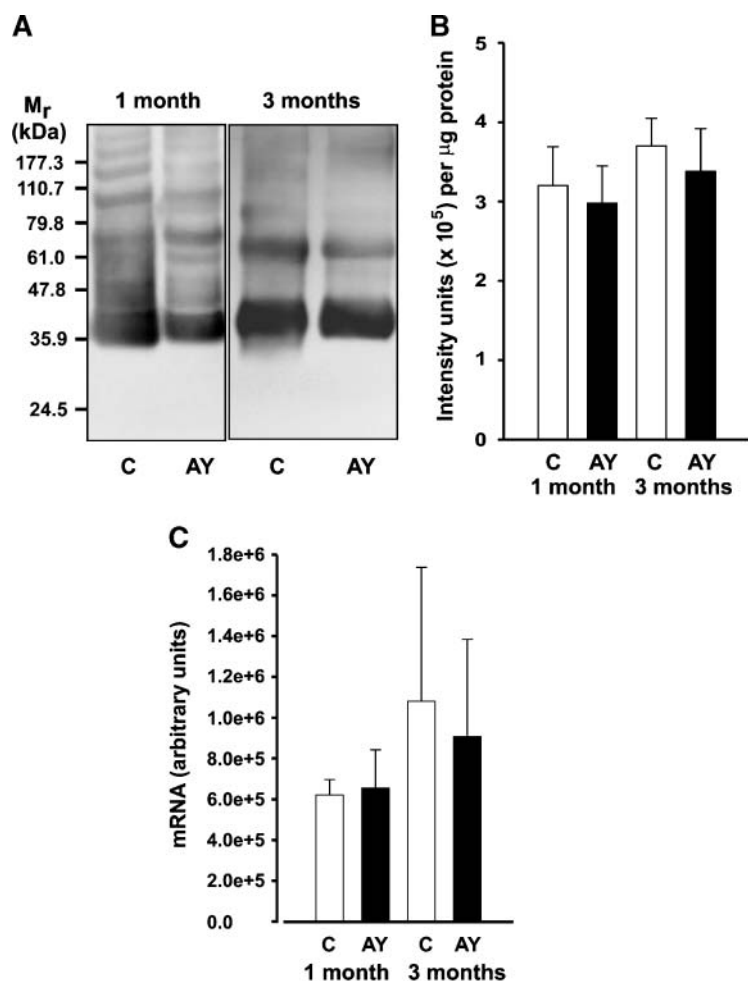 A
1 month 3 months
Mr
(kDa)
177.3
110.7
79.8
61.0
47.8
35.9
24.5
C AY C AY
B
Intensity units (x 10⁵) per µg protein
5
4
3
3
1
0
C AY C AY
1 month 3 months
C
mRNA (arbitrary units)
1.8e+6
1.6e+6
1.4e+6
1.2e+6
1.0e+6
8.0e+5
6.0e+5
4.0e+5
2.0e+5
0.0
C AY C AY
1 month 3 months